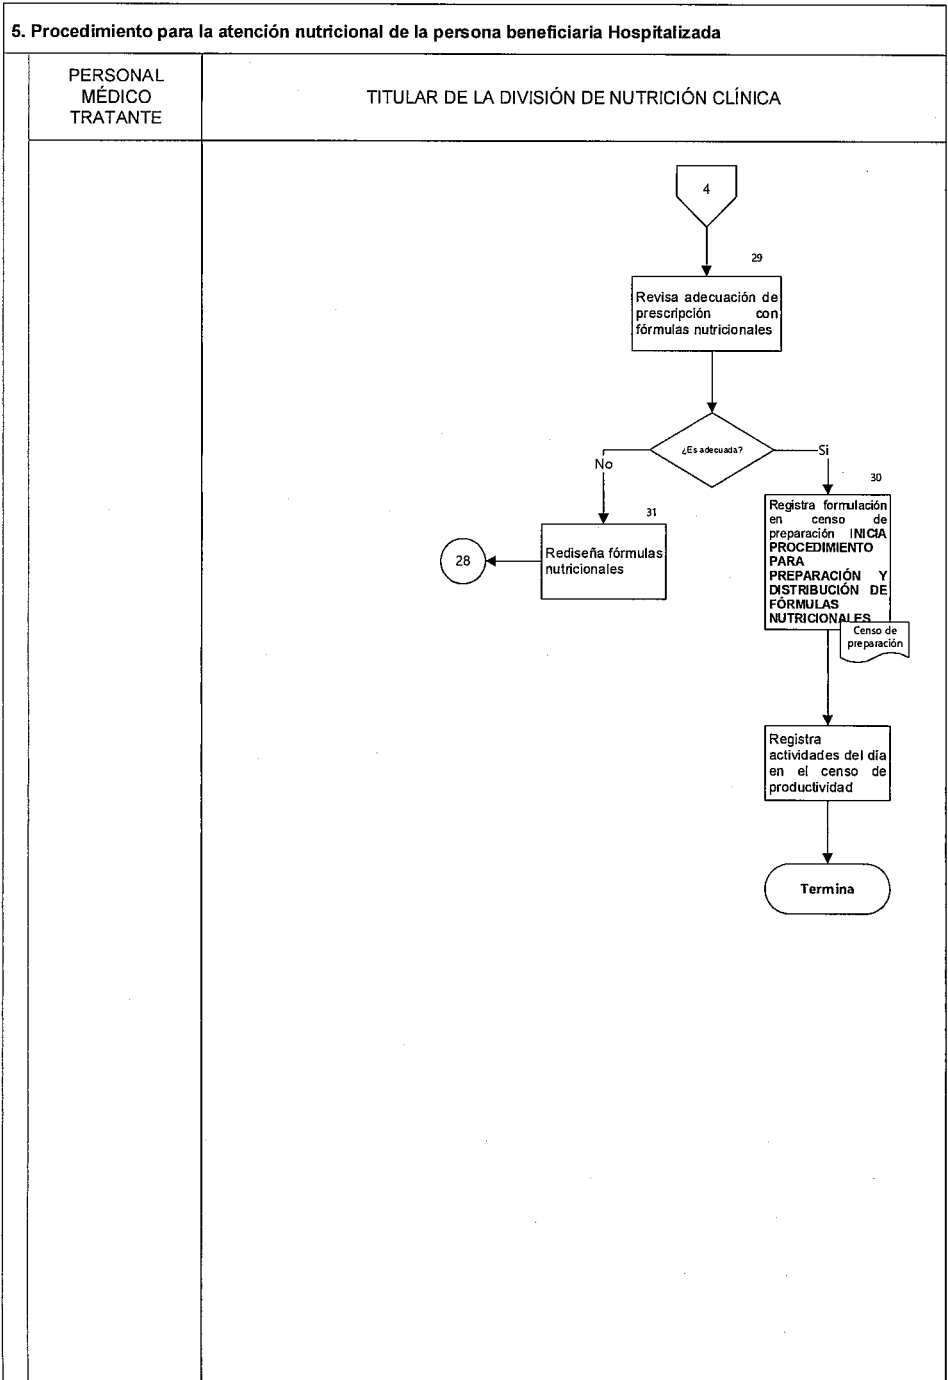 5. Procedimiento para la atención nutricional de la persona beneficiaria Hospitalizada
PERSONAL
MÉDICO
TRATANTE
TITULAR DE LA DIVISIÓN DE NUTRICIÓN CLÍNICA
4
29
Revisa adecuación de
prescripción con
fórmulas nutricionales
¿Es adecuada?
No
Si
30
Registra formulación
en censo de
preparación INICIA
PROCEDIMIENTO
PARA
PREPARACIÓN Y
DISTRIBUCIÓN DE
FÓRMULAS
NUTRICIONALES
Censo de
preparación
31
Rediseña fórmulas
nutricionales
28
Registra
actividades del día
en el censo de
productividad
Termina